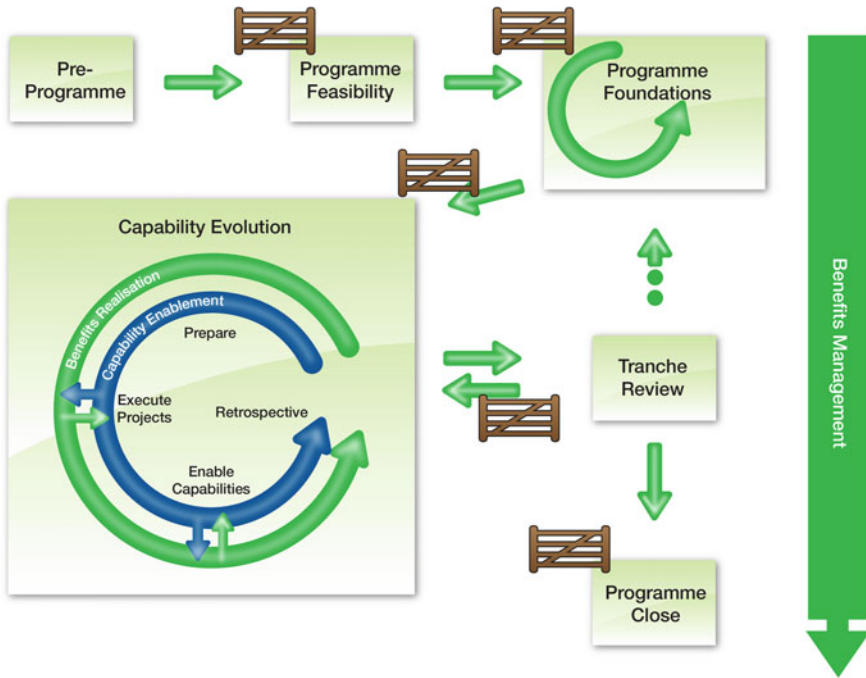 Pre-
Programme
Programme
Feasibility
Programme
Foundations
Capability Evolution
Benefits Realisation
Capability Enablement
Prepare
Execute
Projects
Retrospective
Enable
Capabilities
Tranche
Review
Programme
Close
Benefits Management